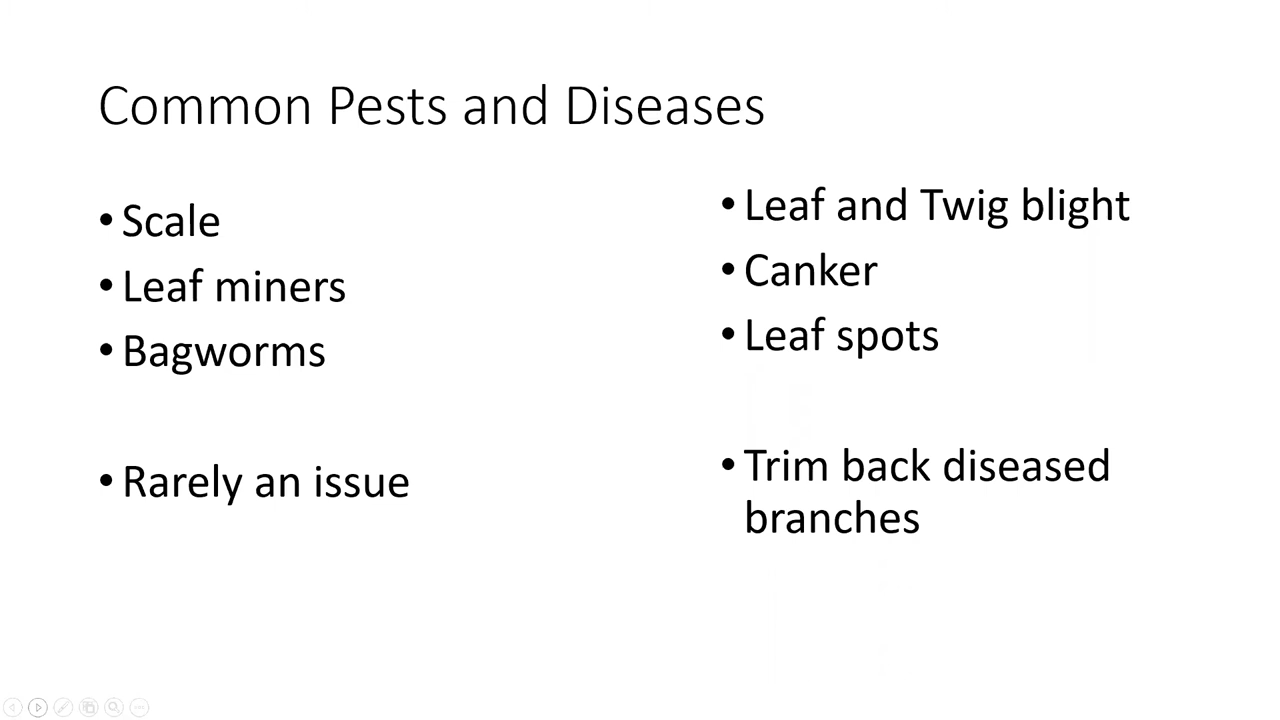 Common Pests and Diseases
• Scale
• Leaf miners
• Bagworms
• Rarely an issue
• Leaf and Twig blight
• Canker
• Leaf spots
• Trim back diseased
branches